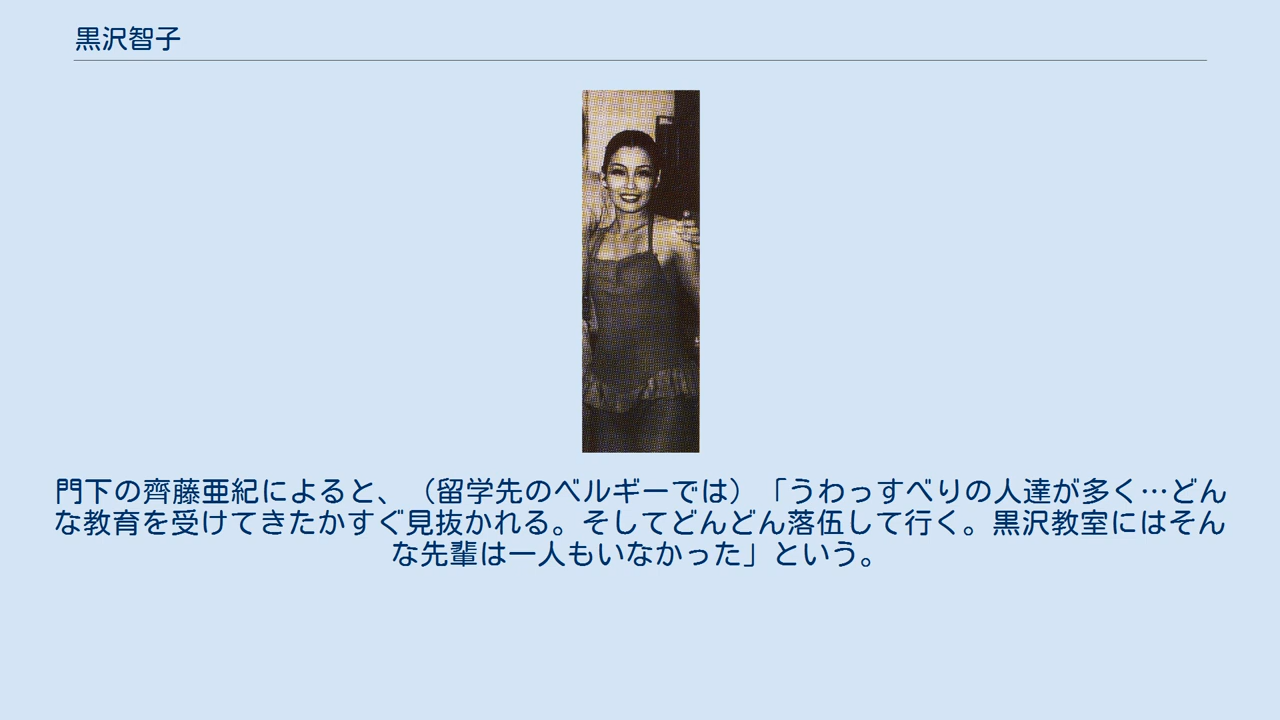 黒沢智子
門下の齊藤亜紀によると、（留学先のベルギーでは）「うわっすべりの人達が多く…どん
な教育を受けてきたかすぐ見抜かれる。そしてどんどん落伍して行く。黒沢教室にはそん
な先輩は一人もいなかった」という。